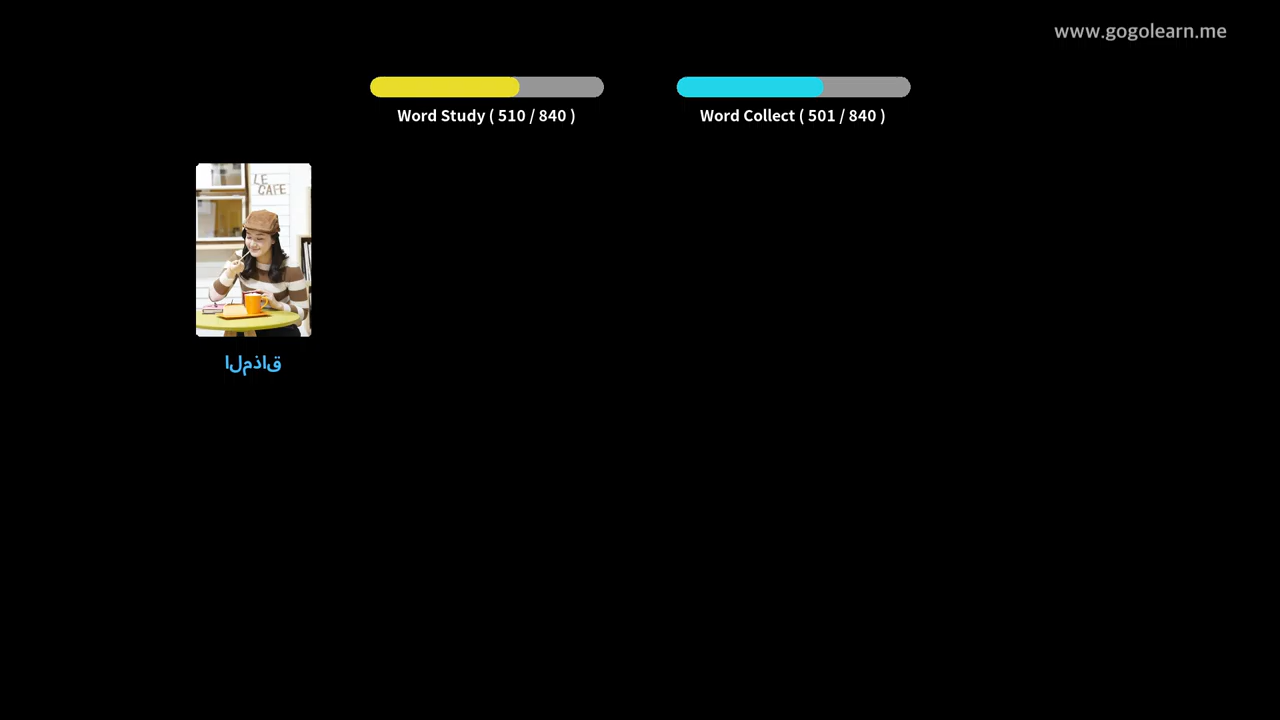 www.gogolearn.me
Word Study ( 510 / 840 )
Word Collect ( 501 / 840 )
LE
CAFE
المذاق